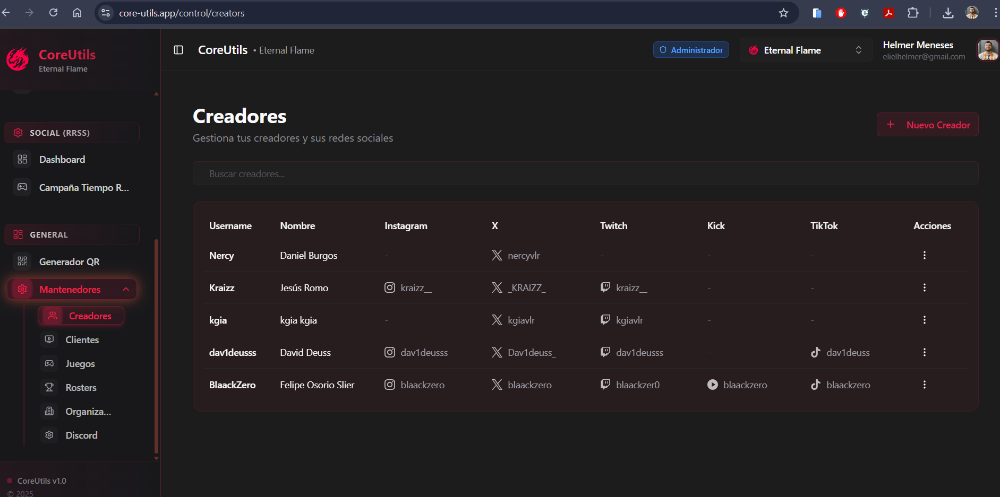 core-utils.app/control/creators
CoreUtils
Eternal Flame
SOCIAL (RRSS)
Dashboard
Campaña Tiempo R...
GENERAL
Generador QR
Mantenedores
Creadores
Clientes
Juegos
Rosters
Organiza...
Discord
CoreUtils v1.0
© 2025
CoreUtils • Eternal Flame
Administrador
Eternal Flame
Helmer Meneses
elielhelmer@gmail.com
Creadores
Gestiona tus creadores y sus redes sociales
+ Nuevo Creador
Buscar creadores...
Username Nombre Instagram X Twitch Kick TikTok Acciones
Nercy Daniel Burgos - nercyvlr - - -
Kraizz Jesús Romo kraizz__ _KRAIZZ_ kraizz__ - -
kgia kgia kgia - kgiavlr kgiavlr - -
dav1deusss David Deuss dav1deusss Dav1deuss_ dav1deusss - dav1deuss
BlaackZero Felipe Osorio Slier blaackzero blaackzero blaackzer0 blaackzero blaackzero